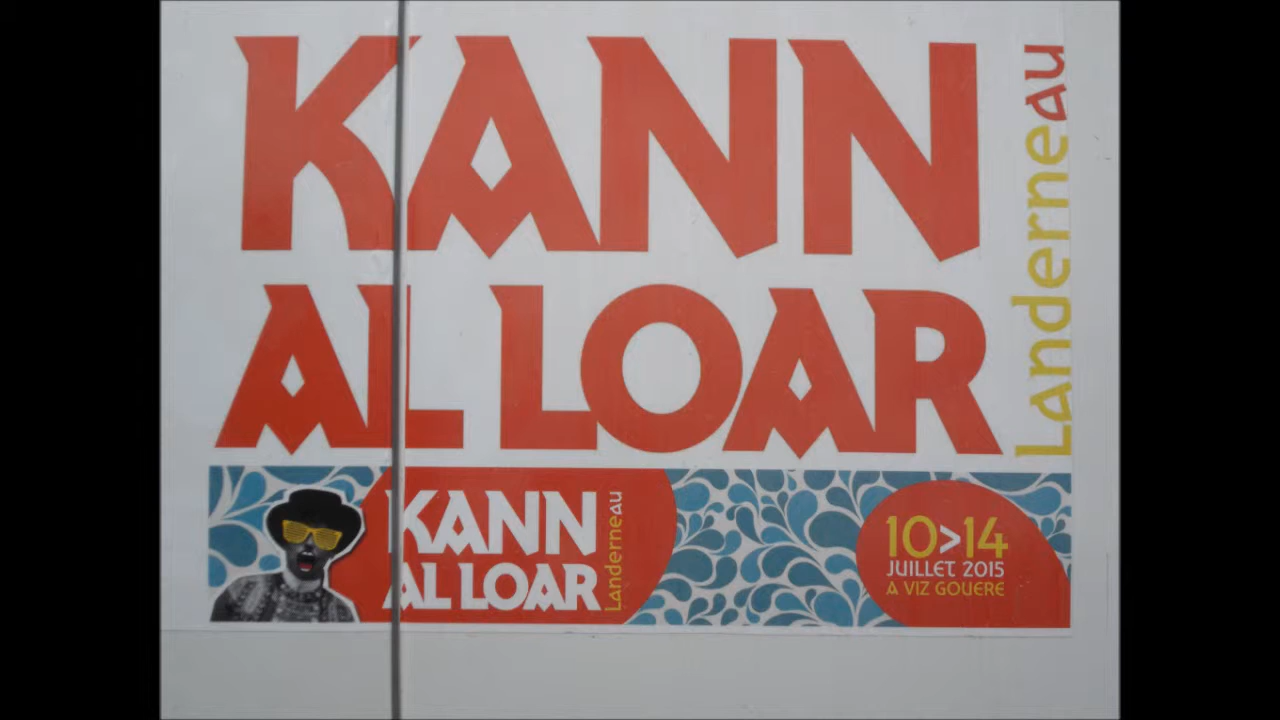 KANN
AL LOAR
Landerneau
KANN
AL LOAR
Landerneau
10>14
JUILLET 2015
A VIZ GOUERE